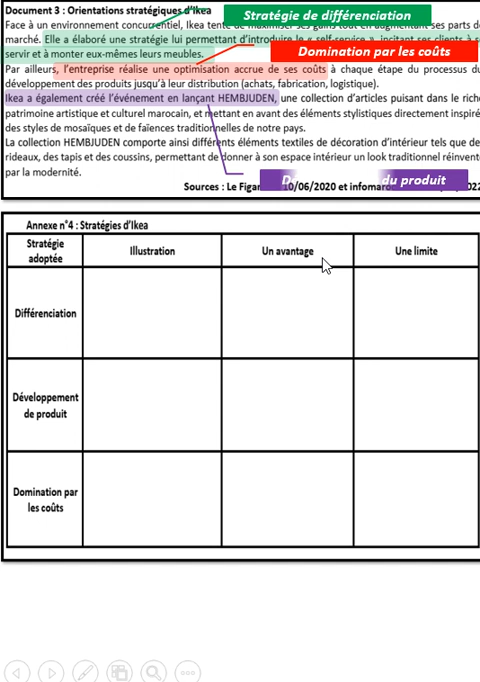 Document 3 : Orientations stratégiques d'Ikea
Stratégie de différenciation
Face à un environnement concurrentiel, Ikea tente de maximiser ses gains tout en augmentant ses parts de
marché. Elle a élaboré une stratégie lui permettant d'introduire le « self-service », incitant ses clients à se
Domination par les coûts
servir et à monter eux-mêmes leurs meubles.
Par ailleurs, l'entreprise réalise une optimisation accrue de ses coûts à chaque étape du processus du
développement des produits jusqu'à leur distribution (achats, fabrication, logistique).
Ikea a également créé l'événement en lançant HEMBJUDEN, une collection d'articles puisant dans le riche
patrimoine artistique et culturel marocain, et mettant en avant des éléments stylistiques directement inspirés
des styles de mosaïques et de faïences traditionnelles de notre pays.
La collection HEMBJUDEN comporte ainsi différents éléments textiles de décoration d'intérieur tels que des
rideaux, des tapis et des coussins, permettant de donner à son espace intérieur un look traditionnel réinventé
par la modernité.
du produit
Sources : Le Figaro 10/06/2020 et
Annexe n°4 : Stratégies d'Ikea
Stratégie adoptée
Illustration
Un avantage
Une limite
Différenciation
Développement
de produit
Domination par
les coûts